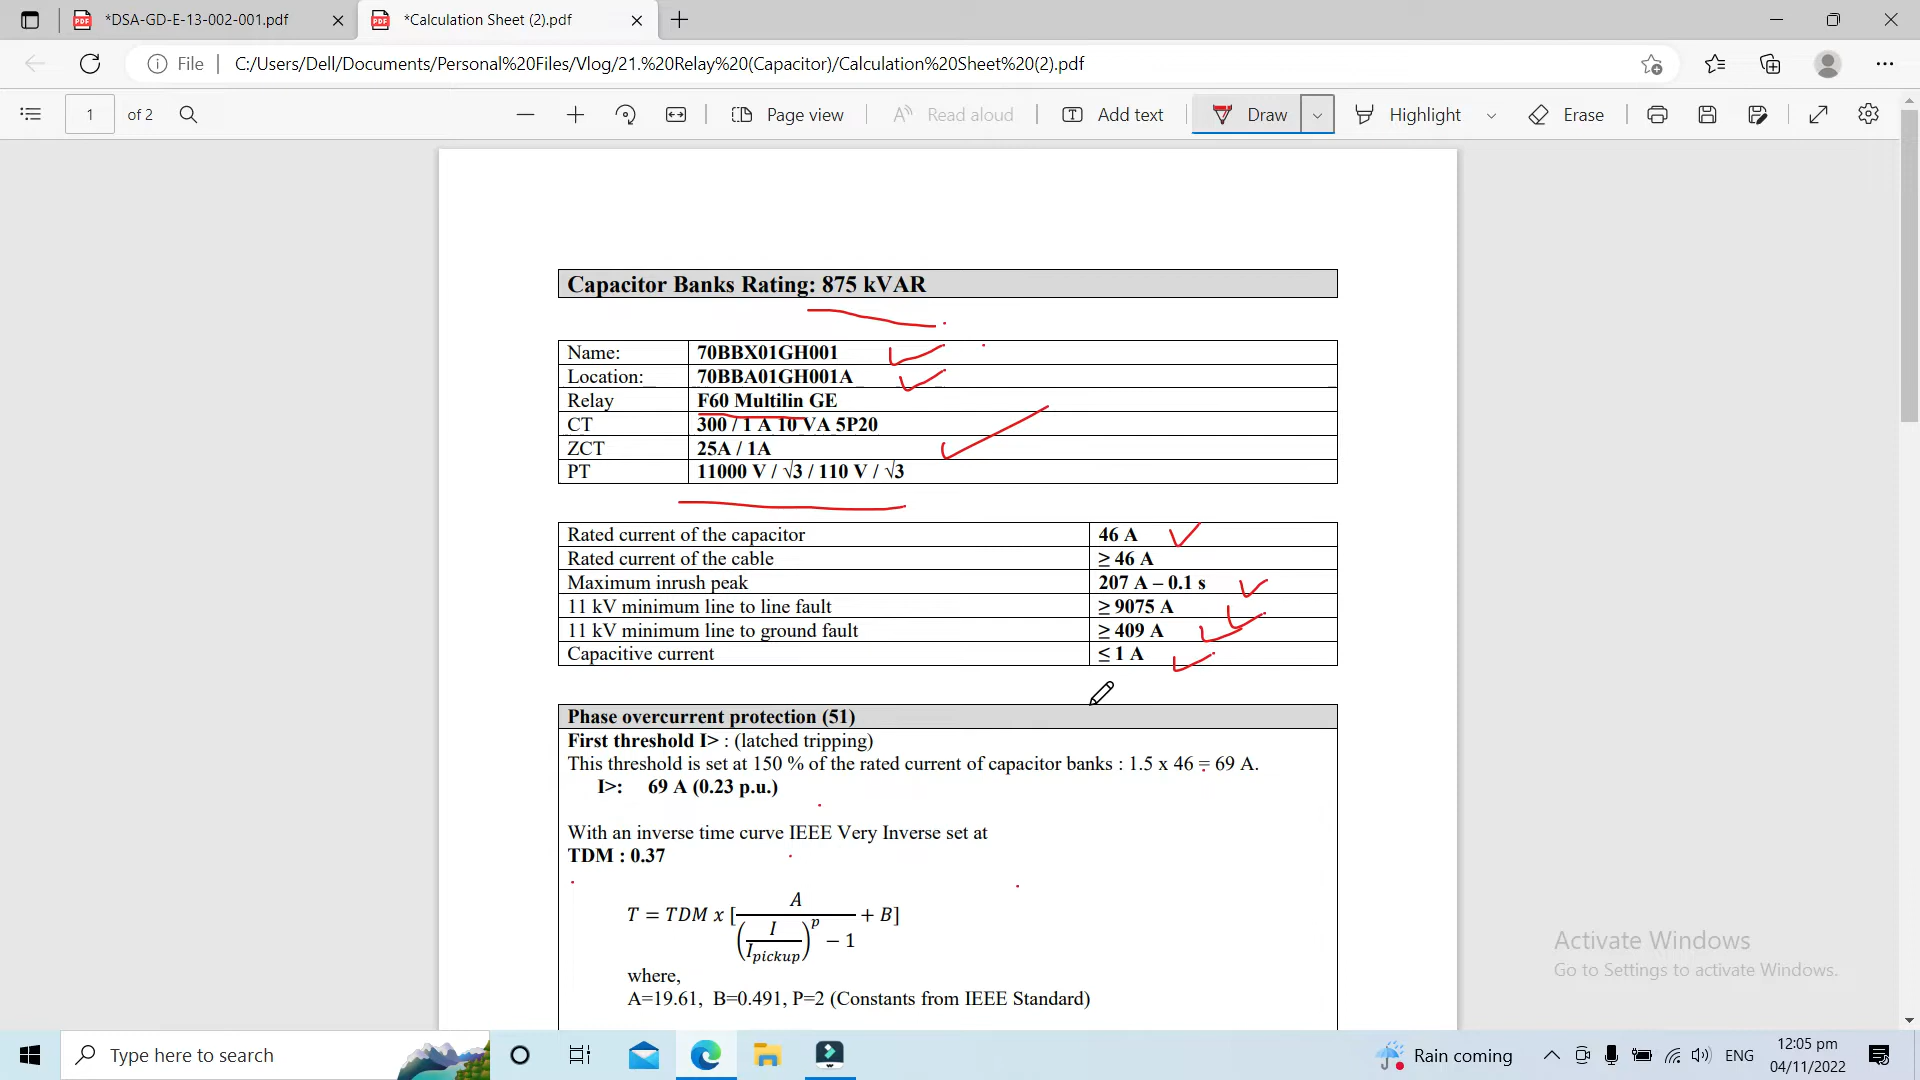 *DSA-GD-E-13-002-001.pdf
*Calculation Sheet (2).pdf
File
C:/Users/Dell/Documents/Personal%20Files/Vlog/21.%20Relay%20(Capacitor)/Calculation%20Sheet%20(2).pdf
1 of 2
Page view
Read aloud
Add text
Draw
Highlight
Erase
Capacitor Banks Rating: 875 kVAR
Name: 70BBX01GH001
Location: 70BBA01GH001A
Relay F60 Multilin GE
CT 300 / 1 A 10 VA 5P20
ZCT 25A / 1A
PT 11000 V / √3 / 110 V / √3
Rated current of the capacitor 46 A
Rated current of the cable ≥ 46 A
Maximum inrush peak 207 A – 0.1 s
11 kV minimum line to line fault ≥ 9075 A
11 kV minimum line to ground fault ≥ 409 A
Capacitive current ≤ 1 A
Phase overcurrent protection (51)
First threshold I> : (latched tripping)
This threshold is set at 150 % of the rated current of capacitor banks : 1.5 x 46 = 69 A.
I>: 69 A (0.23 p.u.)
With an inverse time curve IEEE Very Inverse set at
TDM : 0.37
T = TDM x [A / ((I / Ipickup)^p − 1) + B]
where,
A=19.61, B=0.491, P=2 (Constants from IEEE Standard)
Activate Windows
Go to Settings to activate Windows.
Type here to search
Rain coming
ENG
12:05 pm
04/11/2022